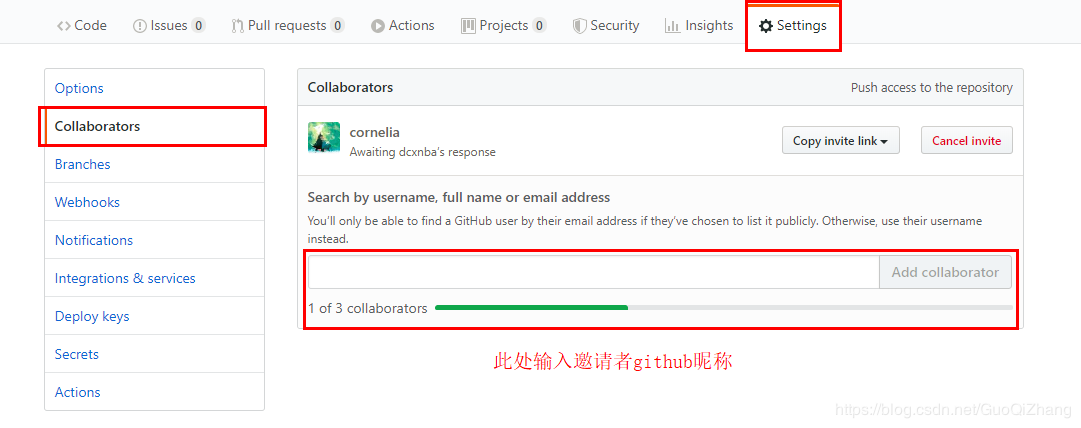 Code Issues 0 Pull requests 0 Actions Projects 0 Security Insights Settings
Options
Collaborators
Branches
Webhooks
Notifications
Integrations & services
Deploy keys
Secrets
Actions
Collaborators Push access to the repository
cornelia
Awaiting dcxnba's response
Copy invite link Cancel invite
Search by username, full name or email address
You'll only be able to find a GitHub user by their email address if they've chosen to list it publicly. Otherwise, use their username
instead.
Add collaborator
1 of 3 collaborators
此处输入邀请者github昵称
https://blog.csdn.net/GuoQiZhang